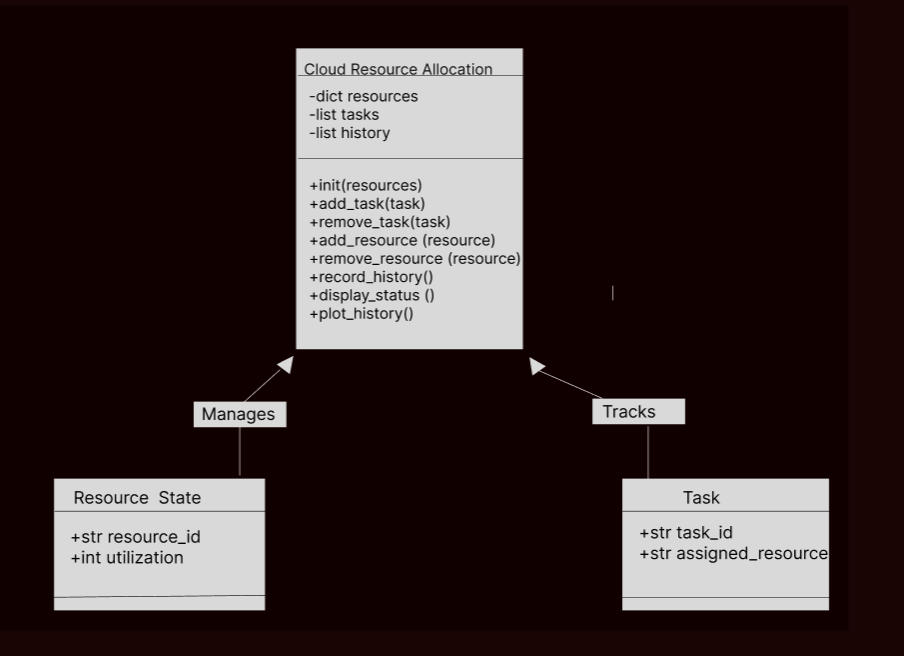 Cloud Resource Allocation
-dict resources
-list tasks
-list history
+init(resources)
+add_task(task)
+remove_task(task)
+add_resource (resource)
+remove_resource (resource)
+record_history()
+display_status ()
+plot_history()
Manages
Tracks
Resource  State
+str resource_id
+int utilization
Task
+str task_id
+str assigned_resource